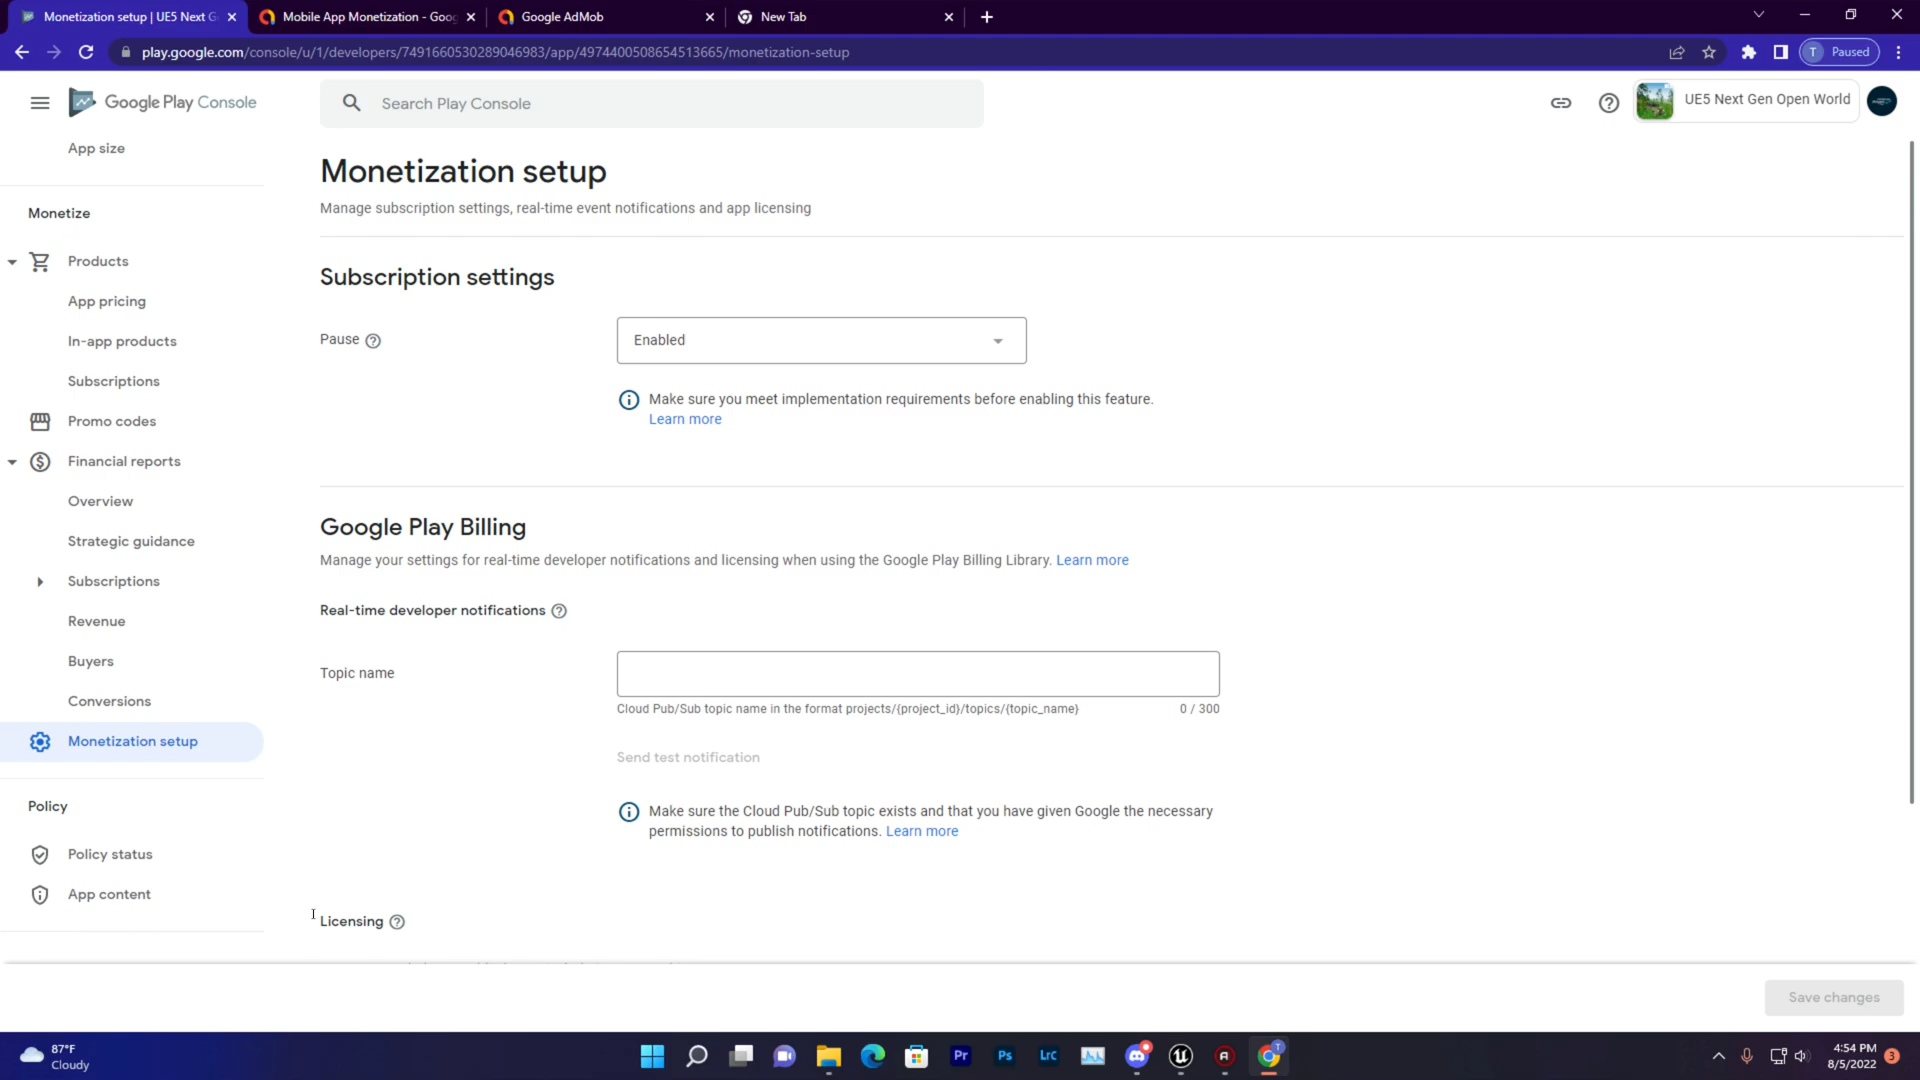 Monetization setup | UE5 Next G
Mobile App Monetization - Goog
Google AdMob
New Tab
play.google.com/console/u/1/developers/7491660530289046983/app/4974400508654513665/monetization-setup
T Paused
Google Play Console
Search Play Console
UE5 Next Gen Open World
App size
Monetize
Products
App pricing
In-app products
Subscriptions
Promo codes
Financial reports
Overview
Strategic guidance
Subscriptions
Revenue
Buyers
Conversions
Monetization setup
Policy
Policy status
App content
Monetization setup
Manage subscription settings, real-time event notifications and app licensing
Subscription settings
Pause
Enabled
Make sure you meet implementation requirements before enabling this feature.
Learn more
Google Play Billing
Manage your settings for real-time developer notifications and licensing when using the Google Play Billing Library. Learn more
Real-time developer notifications
Topic name
Cloud Pub/Sub topic name in the format projects/{project_id}/topics/{topic_name}
0 / 300
Send test notification
Make sure the Cloud Pub/Sub topic exists and that you have given Google the necessary
permissions to publish notifications. Learn more
Licensing
Save changes
87°F
Cloudy
Pr
Ps
LrC
T
4:54 PM
8/5/2022
3